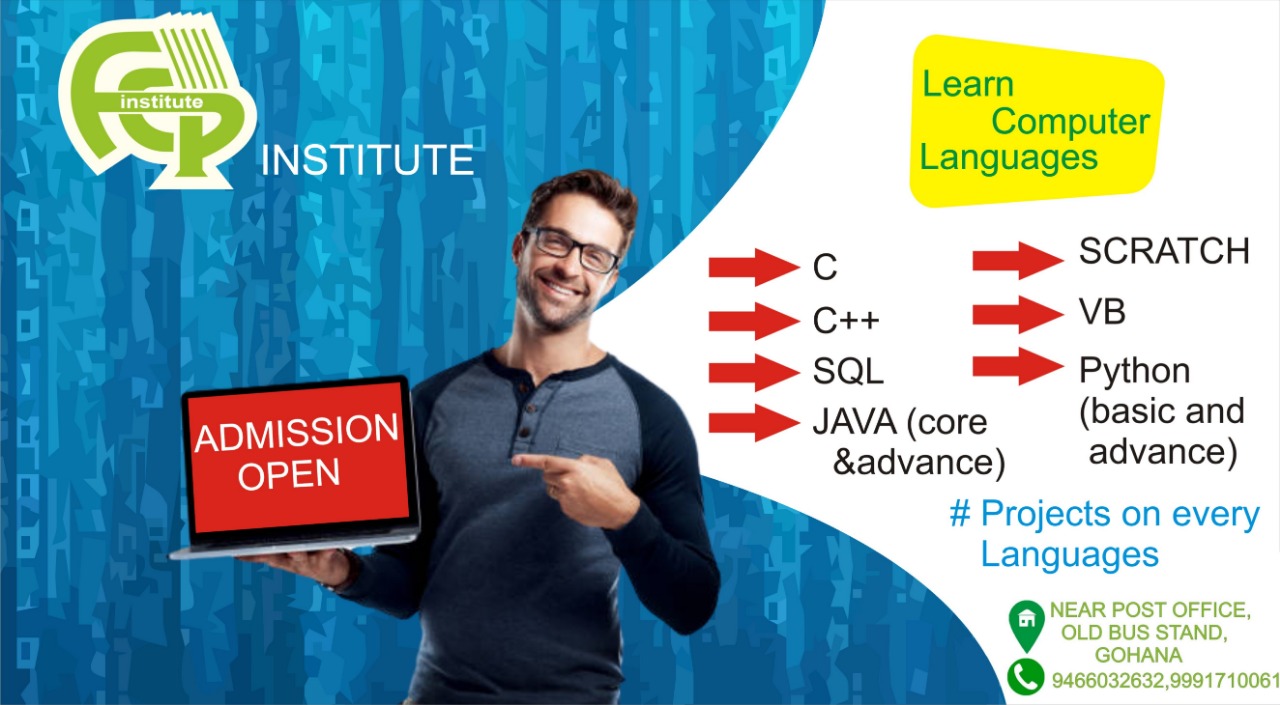 institute
INSTITUTE
ADMISSION
OPEN
Learn
Computer
Languages
C
C++
SQL
JAVA (core
&advance)
SCRATCH
VB
Python
(basic and
advance)
# Projects on every
Languages
NEAR POST OFFICE,
OLD BUS STAND,
GOHANA
9466032632,9991710061